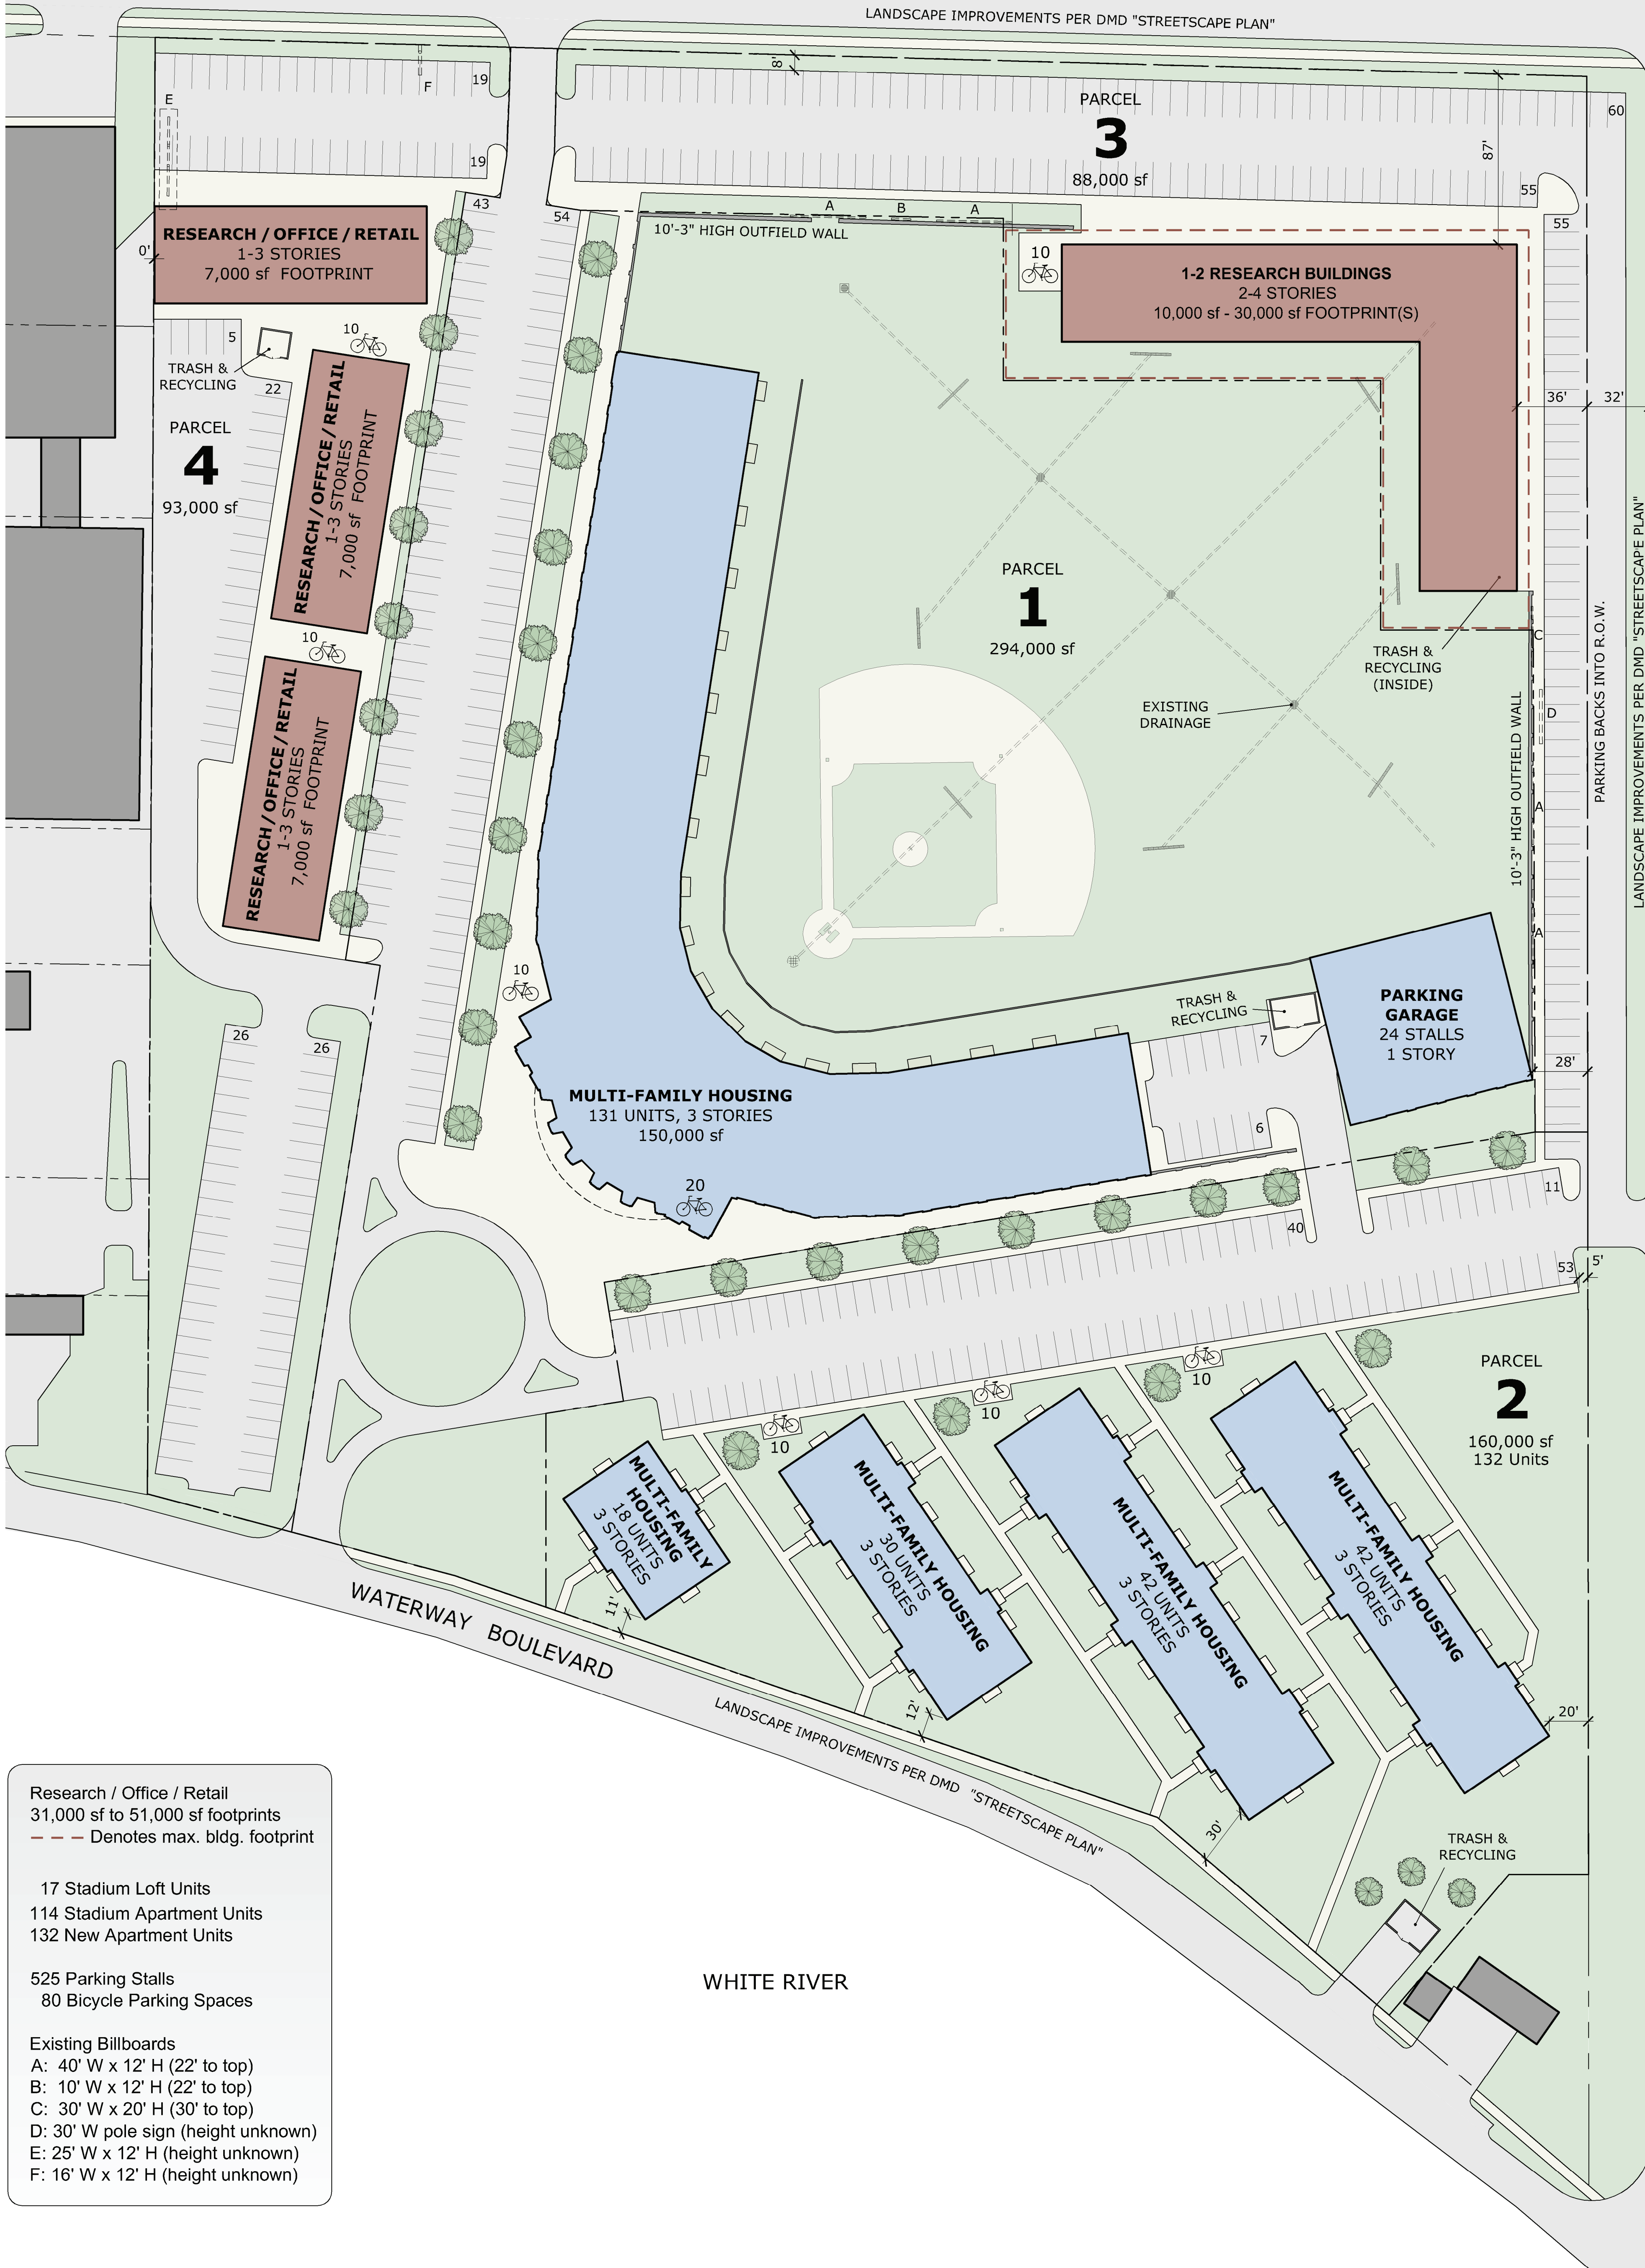 LANDSCAPE IMPROVEMENTS PER DMD "STREETSCAPE PLAN"
8'
19
F
E
PARCEL
3
88,000 sf
60
87'
19
55
43
54
55
A
B
A
10'-3" HIGH OUTFIELD WALL
RESEARCH / OFFICE / RETAIL
1-3 STORIES
7,000 sf FOOTPRINT
0'
10
1-2 RESEARCH BUILDINGS
2-4 STORIES
10,000 sf - 30,000 sf FOOTPRINT(S)
5
10
TRASH &
RECYCLING
22
RESEARCH / OFFICE / RETAIL
1-3 STORIES
7,000 sf FOOTPRINT
36'
32'
PARCEL
4
93,000 sf
PARCEL
1
294,000 sf
10
RESEARCH / OFFICE / RETAIL
1-3 STORIES
7,000 sf FOOTPRINT
C
TRASH &
RECYCLING
(INSIDE)
EXISTING
DRAINAGE
D
10'-3" HIGH OUTFIELD WALL
A
A
PARKING BACKS INTO R.O.W.
LANDSCAPE IMPROVEMENTS PER DMD "STREETSCAPE PLAN"
10
TRASH &
RECYCLING
PARKING
GARAGE
24 STALLS
1 STORY
7
28'
26
26
MULTI-FAMILY HOUSING
131 UNITS, 3 STORIES
150,000 sf
6
20
11
40
53
5'
10
10
10
PARCEL
2
160,000 sf
132 Units
MULTI-FAMILY
HOUSING
18 UNITS
3 STORIES
MULTI-FAMILY HOUSING
30 UNITS
3 STORIES
MULTI-FAMILY HOUSING
42 UNITS
3 STORIES
MULTI-FAMILY HOUSING
42 UNITS
3 STORIES
11'
12'
30'
20'
WATERWAY BOULEVARD
LANDSCAPE IMPROVEMENTS PER DMD "STREETSCAPE PLAN"
TRASH &
RECYCLING
WHITE RIVER
Research / Office / Retail
31,000 sf to 51,000 sf footprints
Denotes max. bldg. footprint
17 Stadium Loft Units
114 Stadium Apartment Units
132 New Apartment Units
525 Parking Stalls
80 Bicycle Parking Spaces
Existing Billboards
A: 40' W x 12' H (22' to top)
B: 10' W x 12' H (22' to top)
C: 30' W x 20' H (30' to top)
D: 30' W pole sign (height unknown)
E: 25' W x 12' H (height unknown)
F: 16' W x 12' H (height unknown)